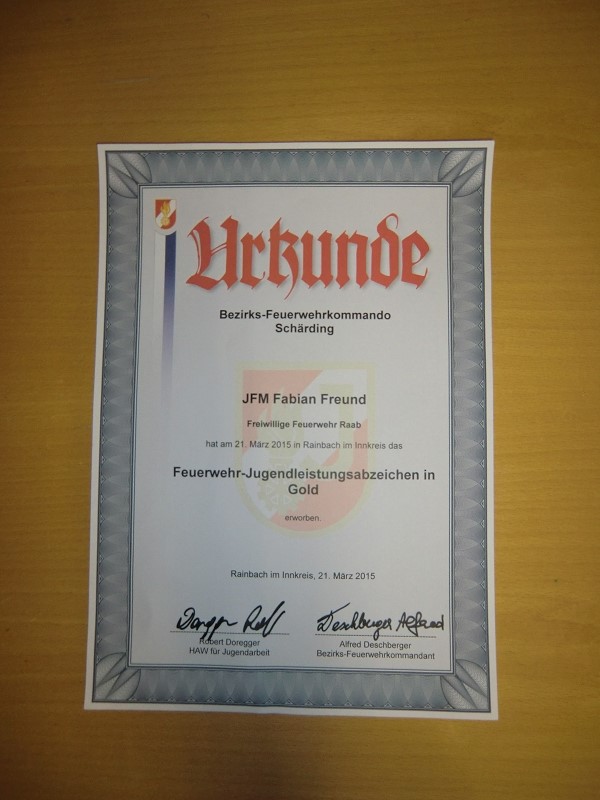 Urkunde
Bezirks-Feuerwehrkommando
Schärding
JFM Fabian Freund
Freiwillige Feuerwehr Raab
hat am 21. März 2015 in Rainbach im Innkreis das
Feuerwehr-Jugendleistungsabzeichen in
Gold
erworben.
Rainbach im Innkreis, 21. März 2015
Deschberger Alfred
Robert Doregger
HAW für Jugendarbeit
Alfred Deschberger
Bezirks-Feuerwehrkommandant